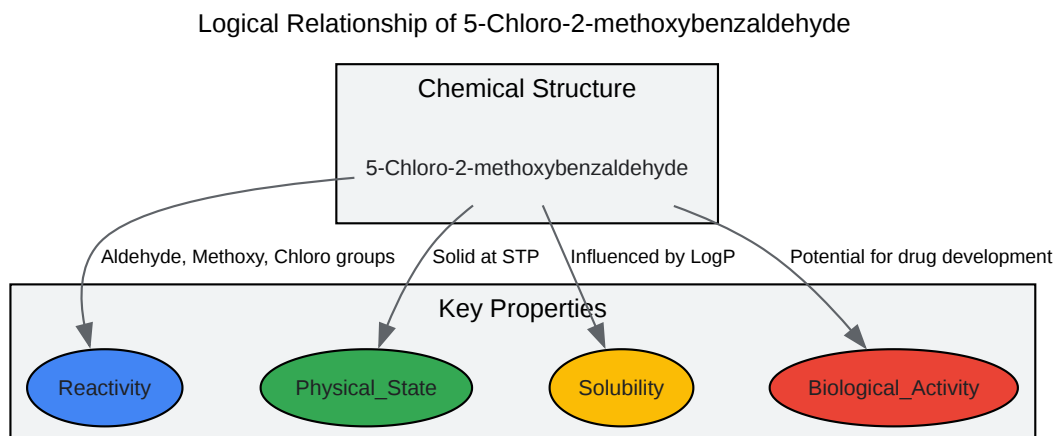 Logical Relationship of 5-Chloro-2-methoxybenzaldehyde
Chemical Structure
5-Chloro-2-methoxybenzaldehyde
Aldehyde, Methoxy, Chloro groups
Solid at STP
Influenced by LogP
Potential for drug development
Key Properties
Reactivity
Physical_State
Solubility
Biological_Activity